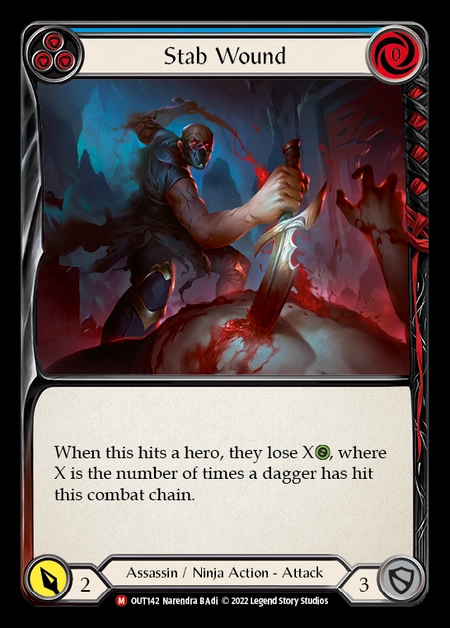 0
Stab Wound
When this hits a hero, they lose X, where
X is the number of times a dagger has hit
this combat chain.
2
Assassin / Ninja Action - Attack
3
M OUT142 Narendra B Adi © 2022 Legend Story Studios